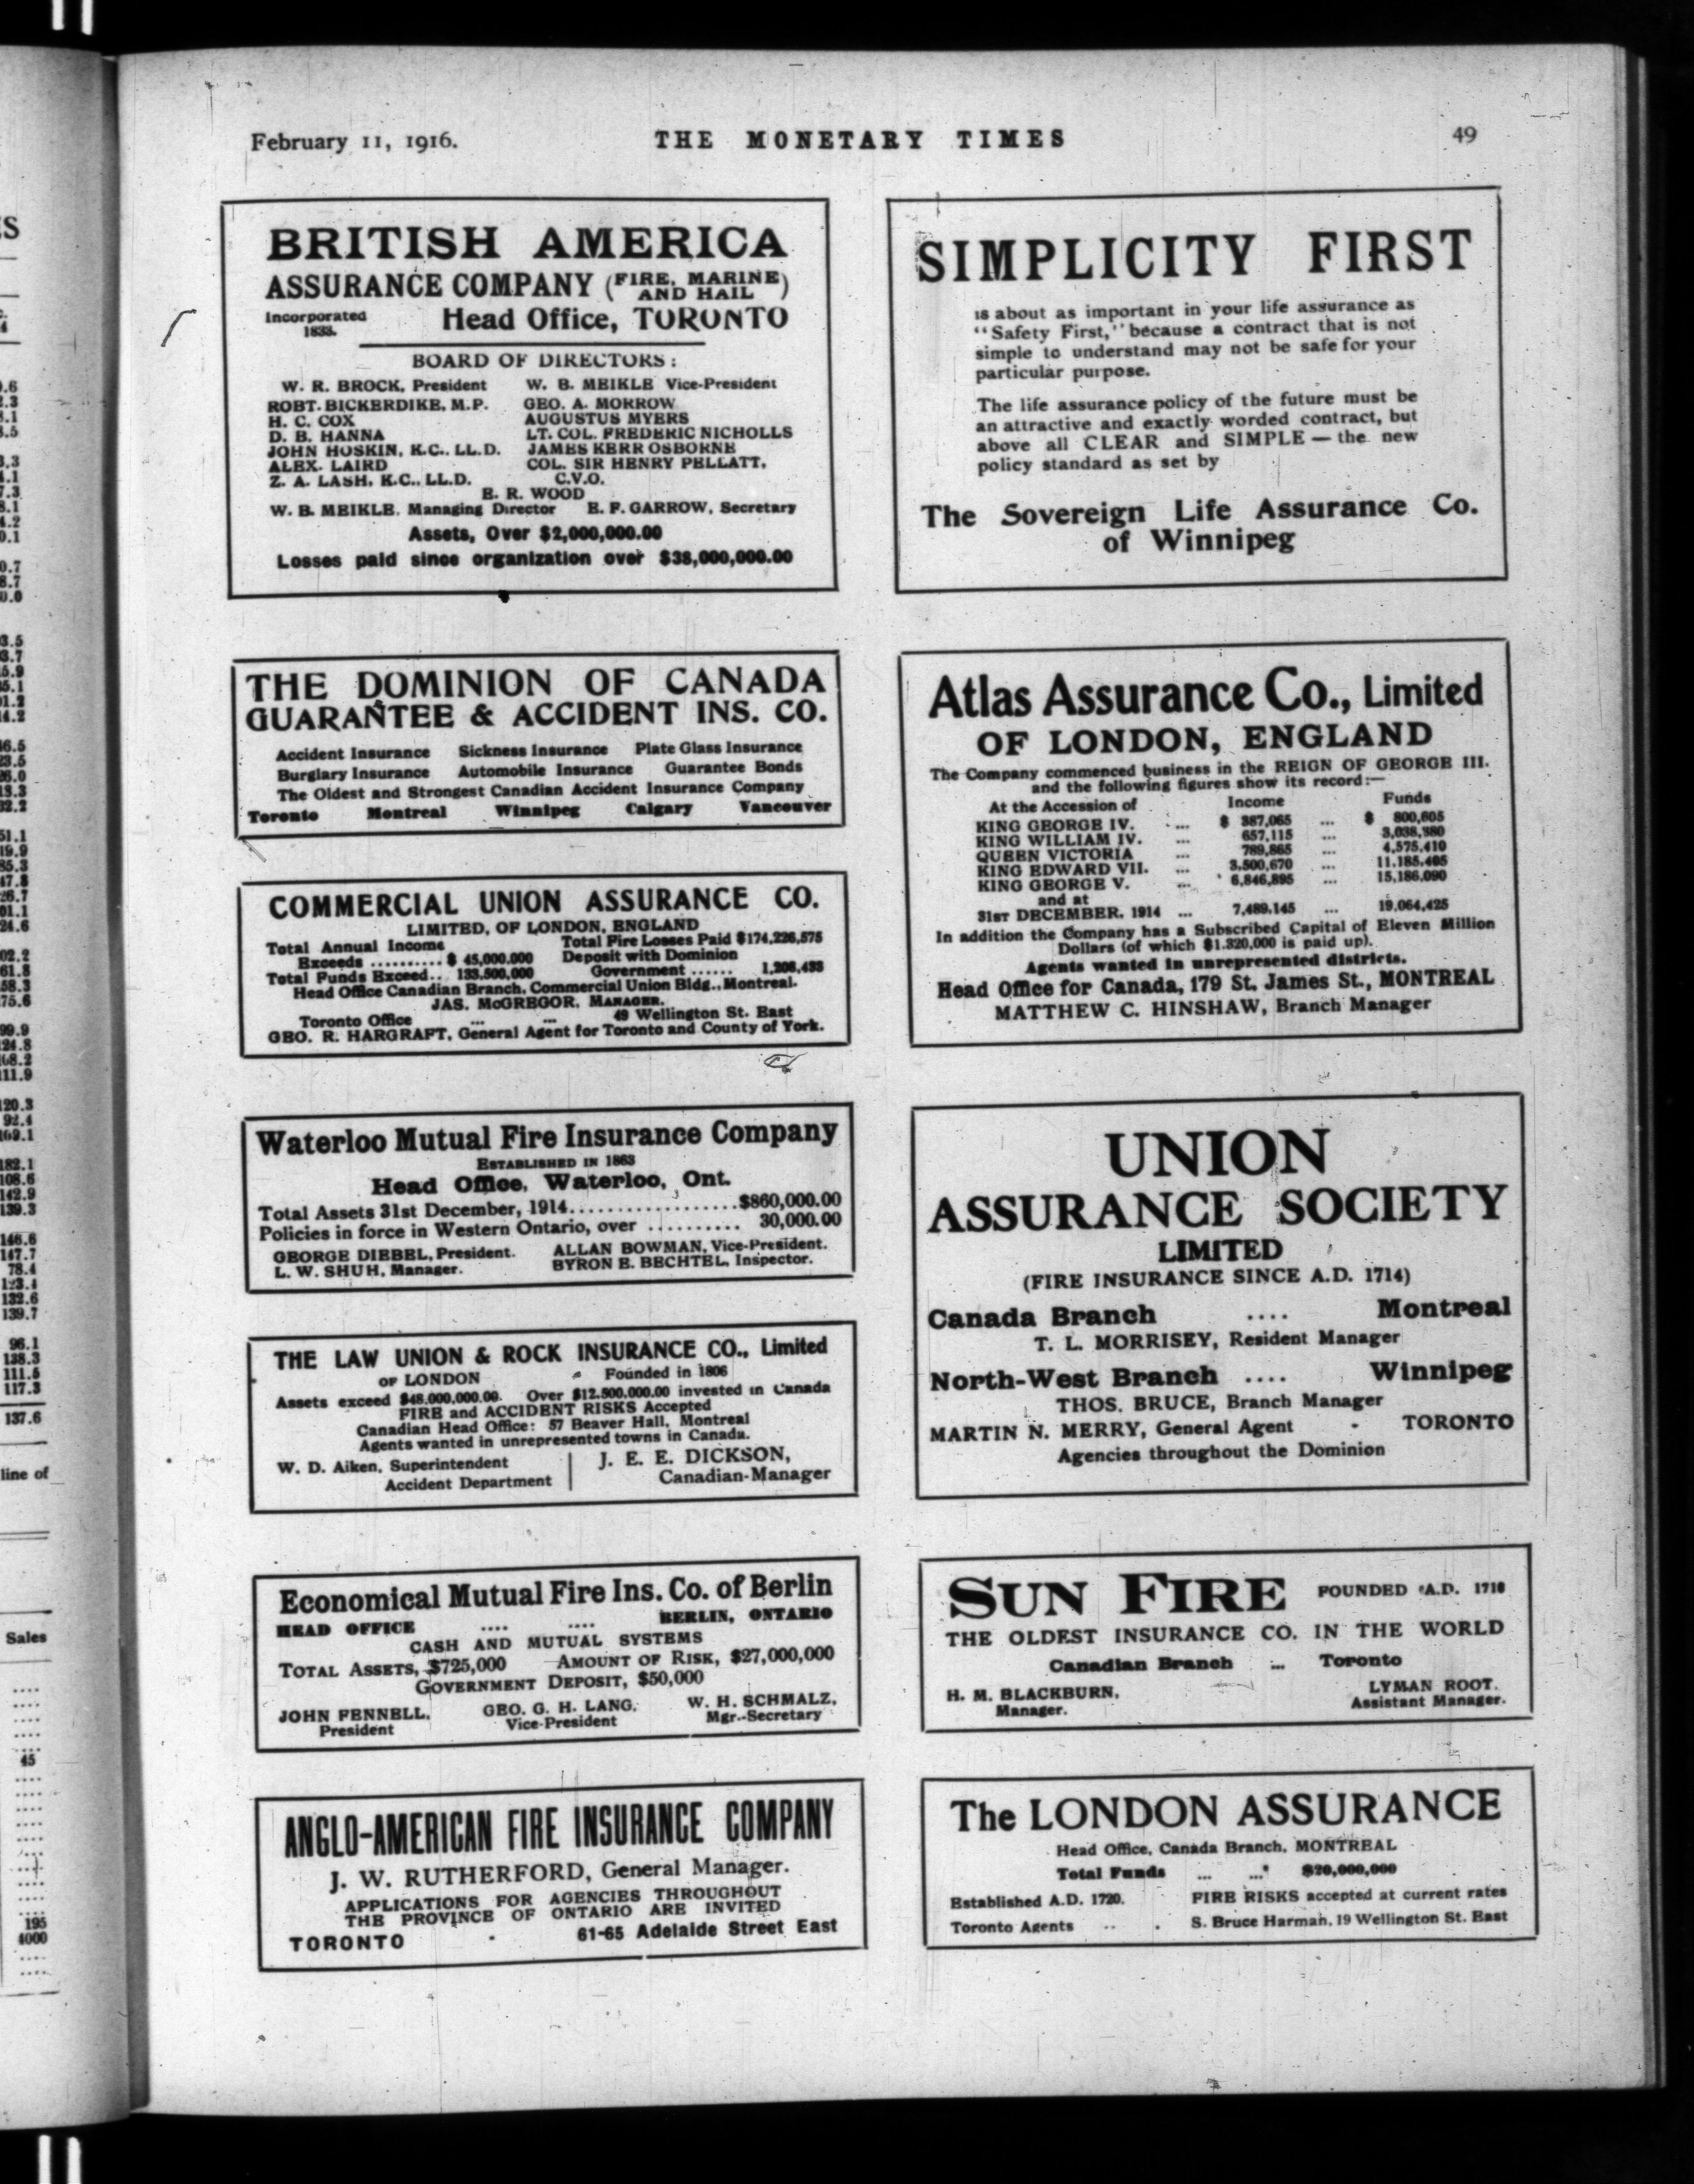 February 11, 1916.
THE MONETARY TIMES
49
BRITISH AMERICA
ASSURANCE COMPANY (FIRE, MARINE AND HAIL)
Incorporated 1833.
Head Office, TORONTO
BOARD OF DIRECTORS:
W. R. BROCK, President
W. B. MEIKLE Vice-President
ROBT. BICKERDIKE, M.P.
GEO. A. MORROW
H. C. COX
AUGUSTUS MYERS
D. B. HANNA
LT. COL. FREDERIC NICHOLLS
JOHN HOSKIN, K.C., LL.D.
JAMES KERR OSBORNE
ALEX. LAIRD
COL. SIR HENRY PELLATT,
Z. A. LASH, K.C., LL.D.
C.V.O.
E. R. WOOD
W. B. MEIKLE, Managing Director
E. F. GARROW, Secretary
Assets, Over $2,000,000.00
Losses paid since organization over $38,000,000.00
THE DOMINION OF CANADA
GUARANTEE & ACCIDENT INS. CO.
Accident Insurance Sickness Insurance Plate Glass Insurance
Burglary Insurance Automobile Insurance Guarantee Bonds
The Oldest and Strongest Canadian Accident Insurance Company
Toronto Montreal Winnipeg Calgary Vancouver
COMMERCIAL UNION ASSURANCE CO.
LIMITED, OF LONDON, ENGLAND
Total Annual Income
Exceeds .......... $ 45,000,000
Total Funds Exceed.. 133,500,000
Total Fire Losses Paid $174,226,575
Deposit with Dominion
Government ...... 1,208,433
Head Office Canadian Branch, Commercial Union Bldg., Montreal.
JAS. McGREGOR, MANAGER.
Toronto Office ... ... 49 Wellington St. East
GEO. R. HARGRAFT, General Agent for Toronto and County of York.
Waterloo Mutual Fire Insurance Company
ESTABLISHED IN 1863
Head Office, Waterloo, Ont.
Total Assets 31st December, 1914..................$860,000.00
Policies in force in Western Ontario, over .......... 30,000.00
GEORGE DIEBEL, President.
ALLAN BOWMAN, Vice-President.
L. W. SHUH, Manager.
BYRON E. BECHTEL, Inspector.
THE LAW UNION & ROCK INSURANCE CO., Limited
OF LONDON
Founded in 1806
Assets exceed $48,000,000.00. Over $12,500,000.00 invested in Canada
FIRE and ACCIDENT RISKS Accepted
Canadian Head Office: 57 Beaver Hall, Montreal
Agents wanted in unrepresented towns in Canada.
W. D. Aiken, Superintendent
Accident Department
J. E. E. DICKSON,
Canadian-Manager
Economical Mutual Fire Ins. Co. of Berlin
HEAD OFFICE .... .... BERLIN, ONTARIO
CASH AND MUTUAL SYSTEMS
TOTAL ASSETS, $725,000 AMOUNT OF RISK, $27,000,000
GOVERNMENT DEPOSIT, $50,000
JOHN FENNELL,
President
GEO. G. H. LANG,
Vice-President
W. H. SCHMALZ,
Mgr.-Secretary
ANGLO-AMERICAN FIRE INSURANCE COMPANY
J. W. RUTHERFORD, General Manager.
APPLICATIONS FOR AGENCIES THROUGHOUT
THE PROVINCE OF ONTARIO ARE INVITED
TORONTO - 61-65 Adelaide Street East
SIMPLICITY FIRST
is about as important in your life assurance as
"Safety First," because a contract that is not
simple to understand may not be safe for your
particular purpose.
The life assurance policy of the future must be
an attractive and exactly worded contract, but
above all CLEAR and SIMPLE — the new
policy standard as set by
The Sovereign Life Assurance Co.
of Winnipeg
Atlas Assurance Co., Limited
OF LONDON, ENGLAND
The Company commenced business in the REIGN OF GEORGE III.
and the following figures show its record:—
At the Accession of Income Funds
KING GEORGE IV. ... $ 387,065 ... $ 800,605
KING WILLIAM IV. ... 657,115 ... 3,038,380
QUEEN VICTORIA ... 789,865 ... 4,575,410
KING EDWARD VII. ... 3,500,670 ... 11,185,405
KING GEORGE V. ... 6,846,895 ... 15,186,090
and at
31ST DECEMBER, 1914 ... 7,489,145 ... 19,064,425
In addition the Company has a Subscribed Capital of Eleven Million
Dollars (of which $1,320,000 is paid up).
Agents wanted in unrepresented districts.
Head Office for Canada, 179 St. James St., MONTREAL
MATTHEW C. HINSHAW, Branch Manager
UNION
ASSURANCE SOCIETY
LIMITED
(FIRE INSURANCE SINCE A.D. 1714)
Canada Branch .... Montreal
T. L. MORRISEY, Resident Manager
North-West Branch .... Winnipeg
THOS. BRUCE, Branch Manager
MARTIN N. MERRY, General Agent - TORONTO
Agencies throughout the Dominion
SUN FIRE
FOUNDED A.D. 1710
THE OLDEST INSURANCE CO. IN THE WORLD
Canadian Branch ... Toronto
H. M. BLACKBURN,
Manager.
LYMAN ROOT,
Assistant Manager.
The LONDON ASSURANCE
Head Office, Canada Branch, MONTREAL
Total Funds ... ... $20,000,000
Established A.D. 1720. FIRE RISKS accepted at current rates
Toronto Agents .. . S. Bruce Harman, 19 Wellington St. East